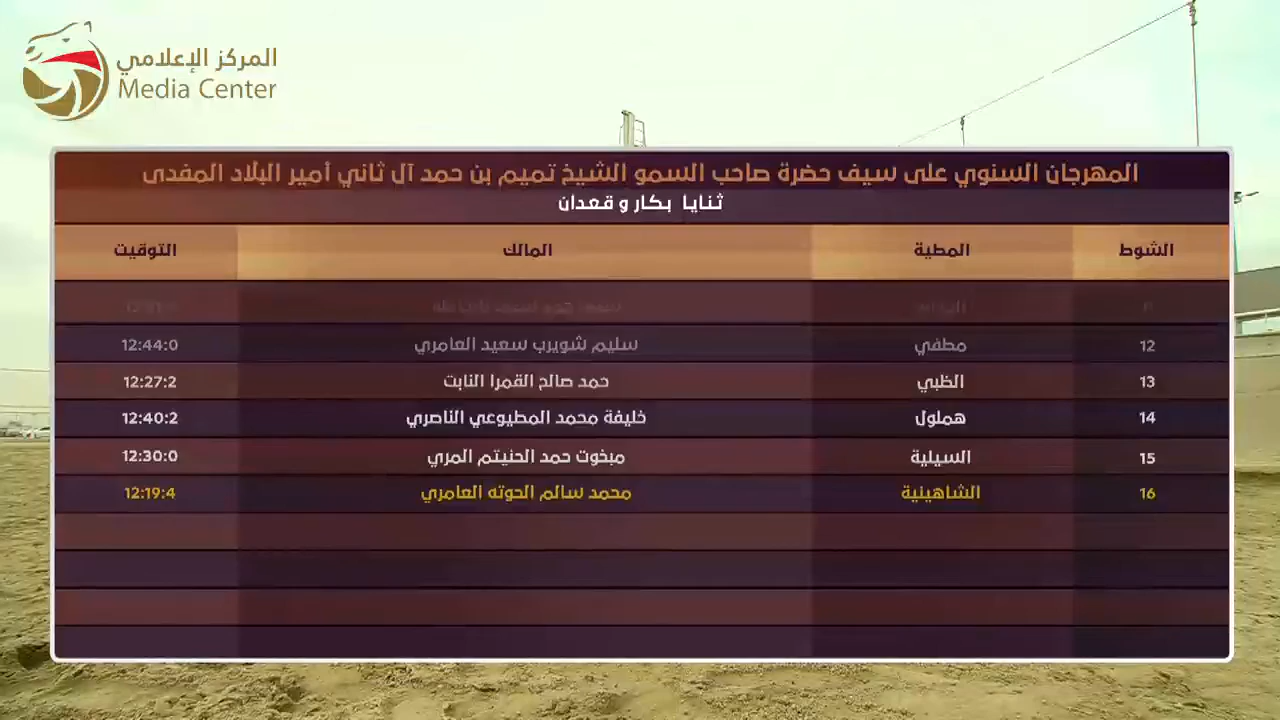 المركز الإعلامي
Media Center
المهرجان السنوي على سيف حضرة صاحب السمو الشيخ تميم بن حمد آل ثاني أمير البلاد المفدى
ثنايا بكار و قعدان
الشوط المطية المالك التوقيت
12 مطفي سليم شويرب سعيد العامري 12:44:0
13 الظبي حمد صالح القمرا النابت 12:27:2
14 هملول خليفة محمد المطيوعي الناصري 12:40:2
15 السيلية مبخوت حمد الحنيتم المري 12:30:0
16 الشاهينية محمد سالم الحوته العامري 12:19:4